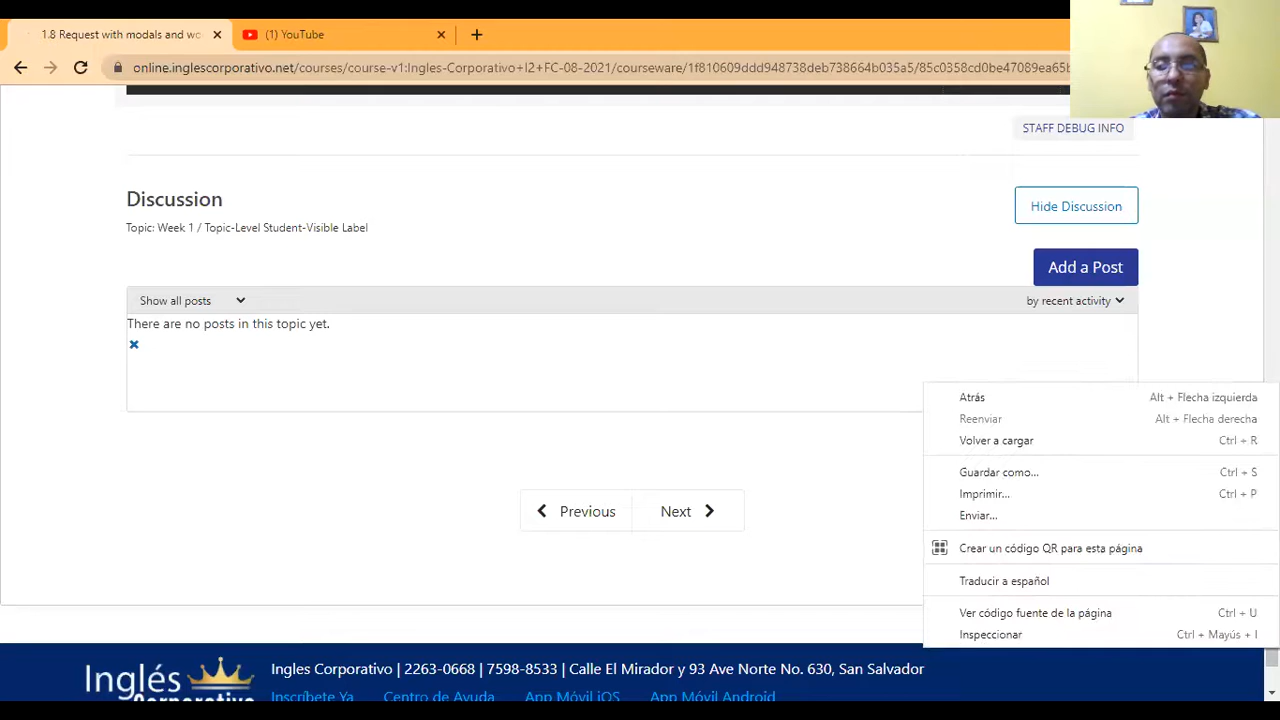 1.8 Request with modals and wo
(1) YouTube
online.inglescorporativo.net/courses/course-v1:Ingles-Corporativo+I2+FC-08-2021/courseware/1f810609ddd948738deb738664b035a5/85c0358cd0be47089ea65b
STAFF DEBUG INFO
Discussion
Hide Discussion
Topic: Week 1 / Topic-Level Student-Visible Label
Add a Post
Show all posts by recent activity
There are no posts in this topic yet.
Atrás Alt + Flecha izquierda
Reenviar Alt + Flecha derecha
Volver a cargar Ctrl + R
Guardar como... Ctrl + S
Imprimir... Ctrl + P
Enviar...
Previous Next
Crear un código QR para esta página
Traducir a español
Ver código fuente de la página Ctrl + U
Inspeccionar Ctrl + Mayús + I
Inglés Corporativo
Ingles Corporativo | 2263-0668 | 7598-8533 | Calle El Mirador y 93 Ave Norte No. 630, San Salvador
Inscríbete Ya Centro de Ayuda App Móvil iOS App Móvil Android